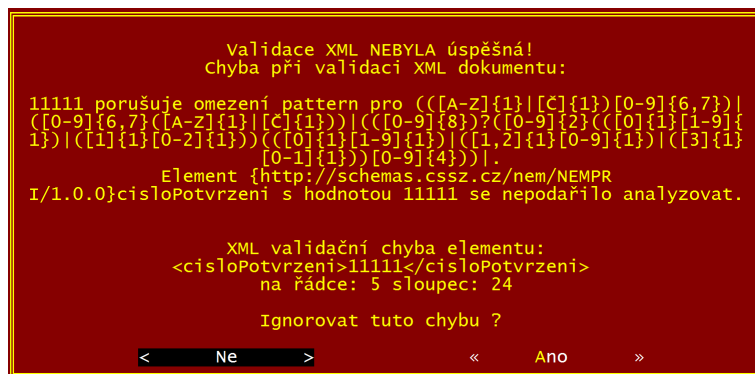 Validace XML NEBYLA úspěšná!
Chyba při validaci XML dokumentu:
11111 porušuje omezení pattern pro (([A-Z]{1}|[Č]{1})[0-9]{6,7})|
([0-9]{6,7}([A-Z]{1}|[Č]{1}))|(([0-9]{8})?([0-9]{2}(([0]{1}[1-9]{
1})|([1]{1}[0-2]{1}))(([0]{1}[1-9]{1})|([1,2]{1}[0-9]{1})|([3]{1}
[0-1]{1}))[0-9]{4}))|.
Element {http://schemas.cssz.cz/nem/NEMPR
I/1.0.0}cisloPotvrzeni s hodnotou 11111 se nepodařilo analyzovat.
XML validační chyba elementu:
<cisloPotvrzeni>11111</cisloPotvrzeni>
na řádce: 5 sloupec: 24
Ignorovat tuto chybu ?
< Ne > « Ano »